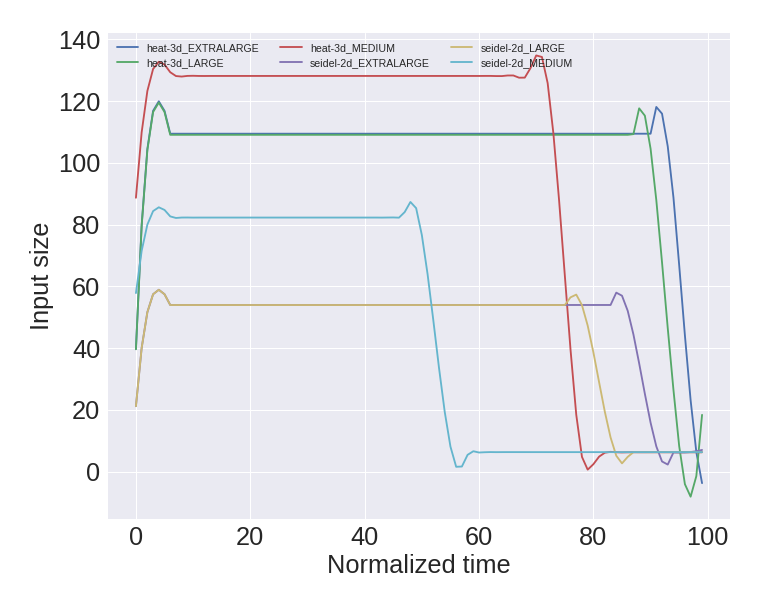 140
120
100
80
60
40
20
0
Input size
heat-3d_EXTRALARGE heat-3d_MEDIUM seidel-2d_LARGE
heat-3d_LARGE seidel-2d_EXTRALARGE seidel-2d_MEDIUM
0 20 40 60 80 100
Normalized time